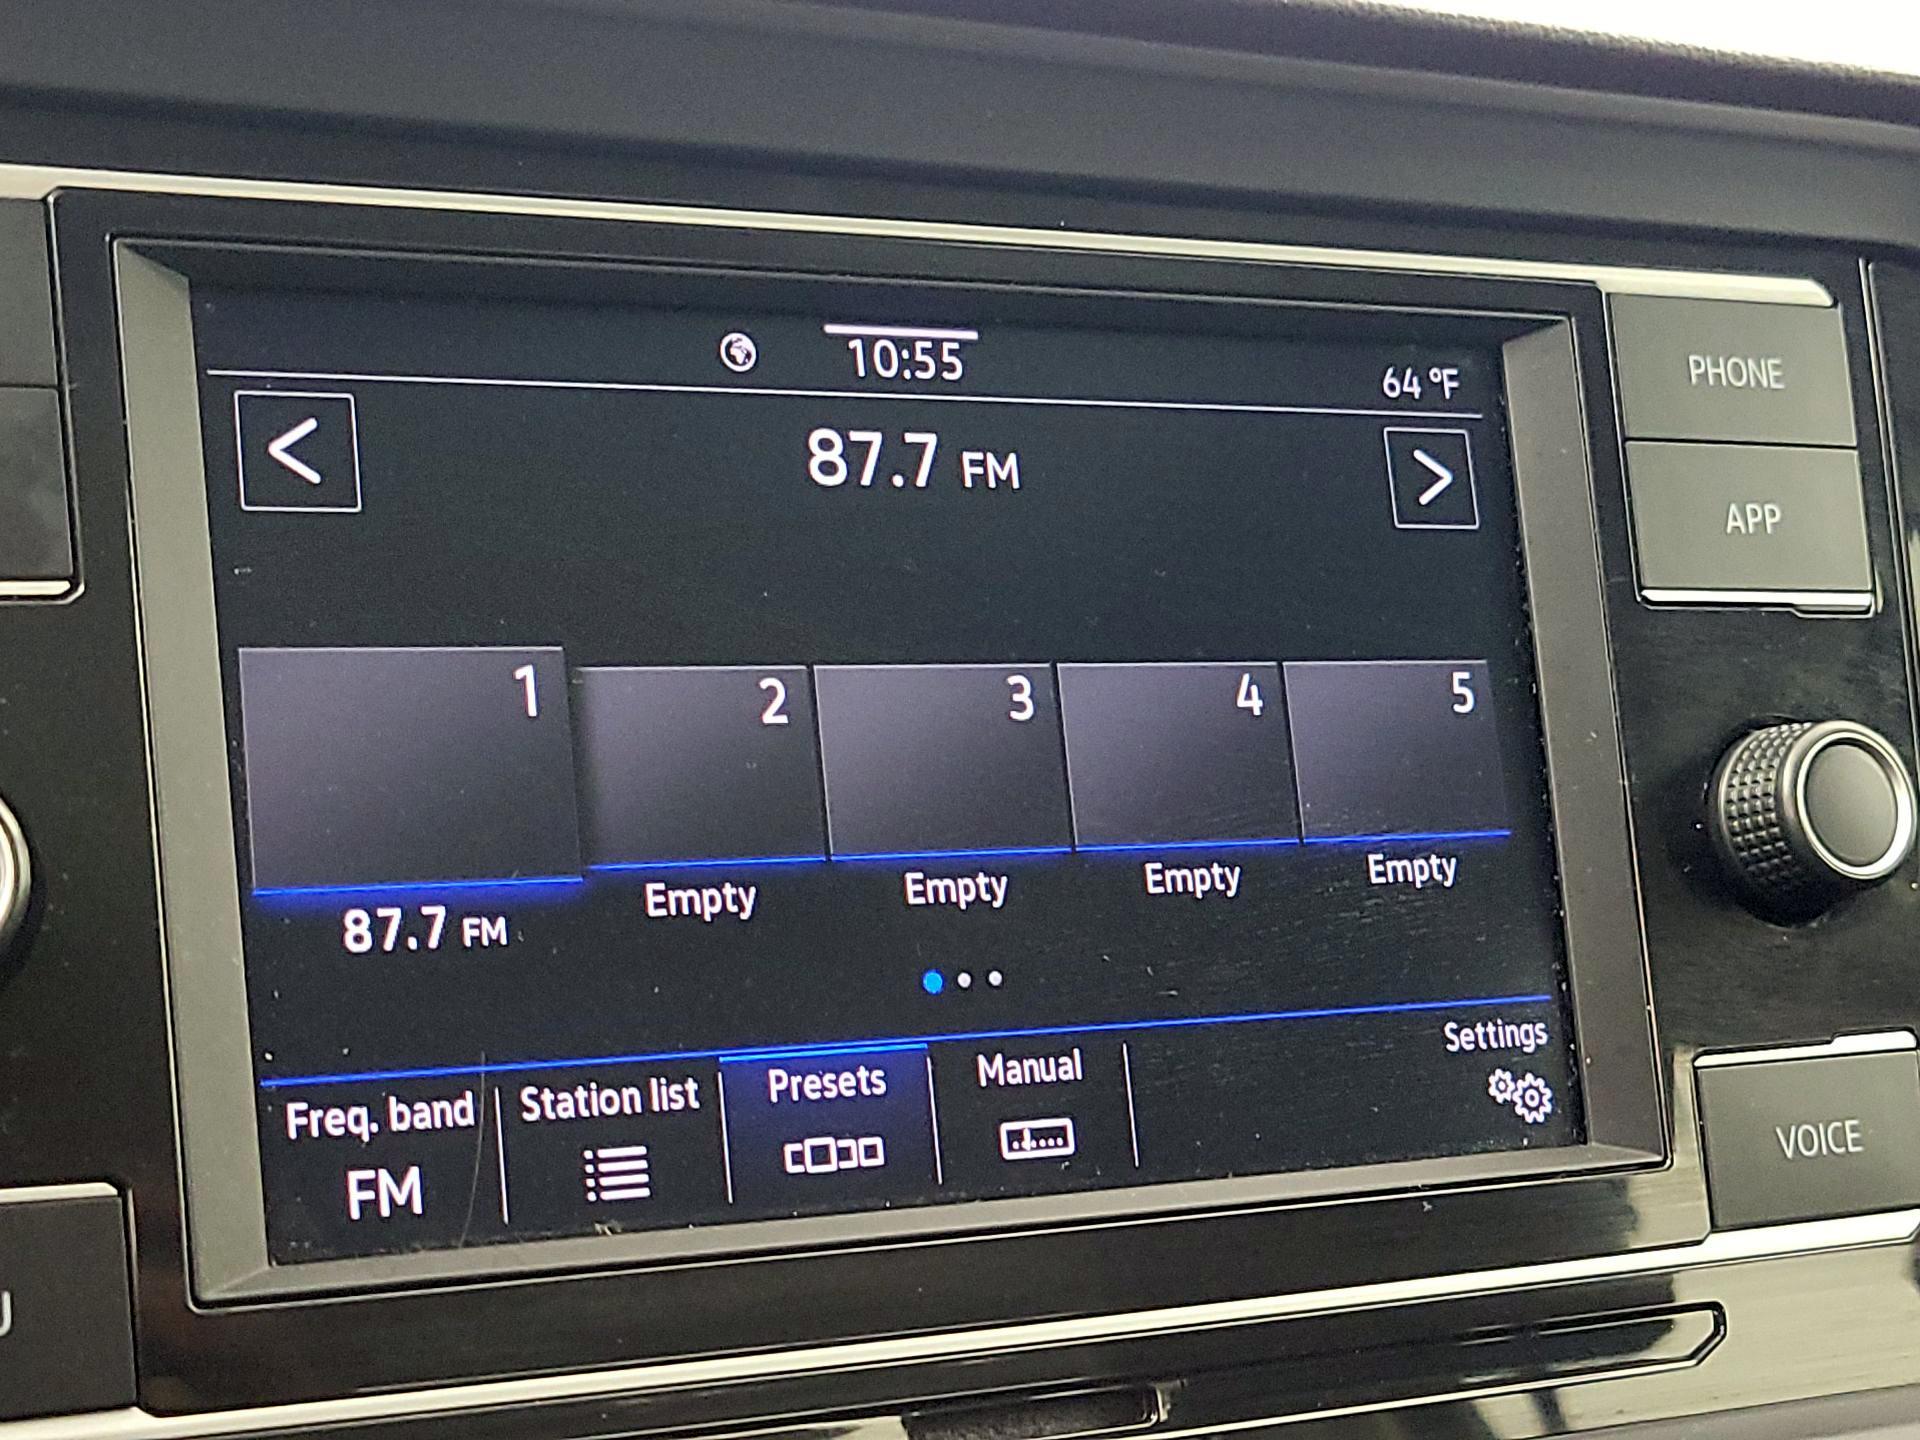 10:55
64 °F
<
87.7 FM
>
PHONE
APP
1
2
3
4
5
87.7 FM
Empty
Empty
Empty
Empty
Freq. band
FM
Station list
Presets
Manual
Settings
VOICE